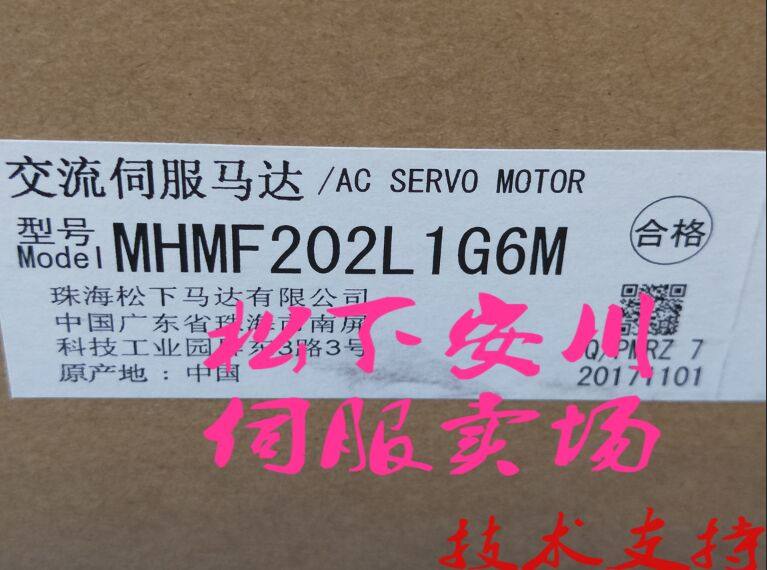 交流伺服马达 /AC SERVO MOTOR
型号
Model MHMF202L1G6M
合格
珠海松下马达有限公司
中国广东省珠海市南屏
科技工业园屏东3路3号
原产地：中国
7
20171101
松下安川
伺服卖场
技术支持